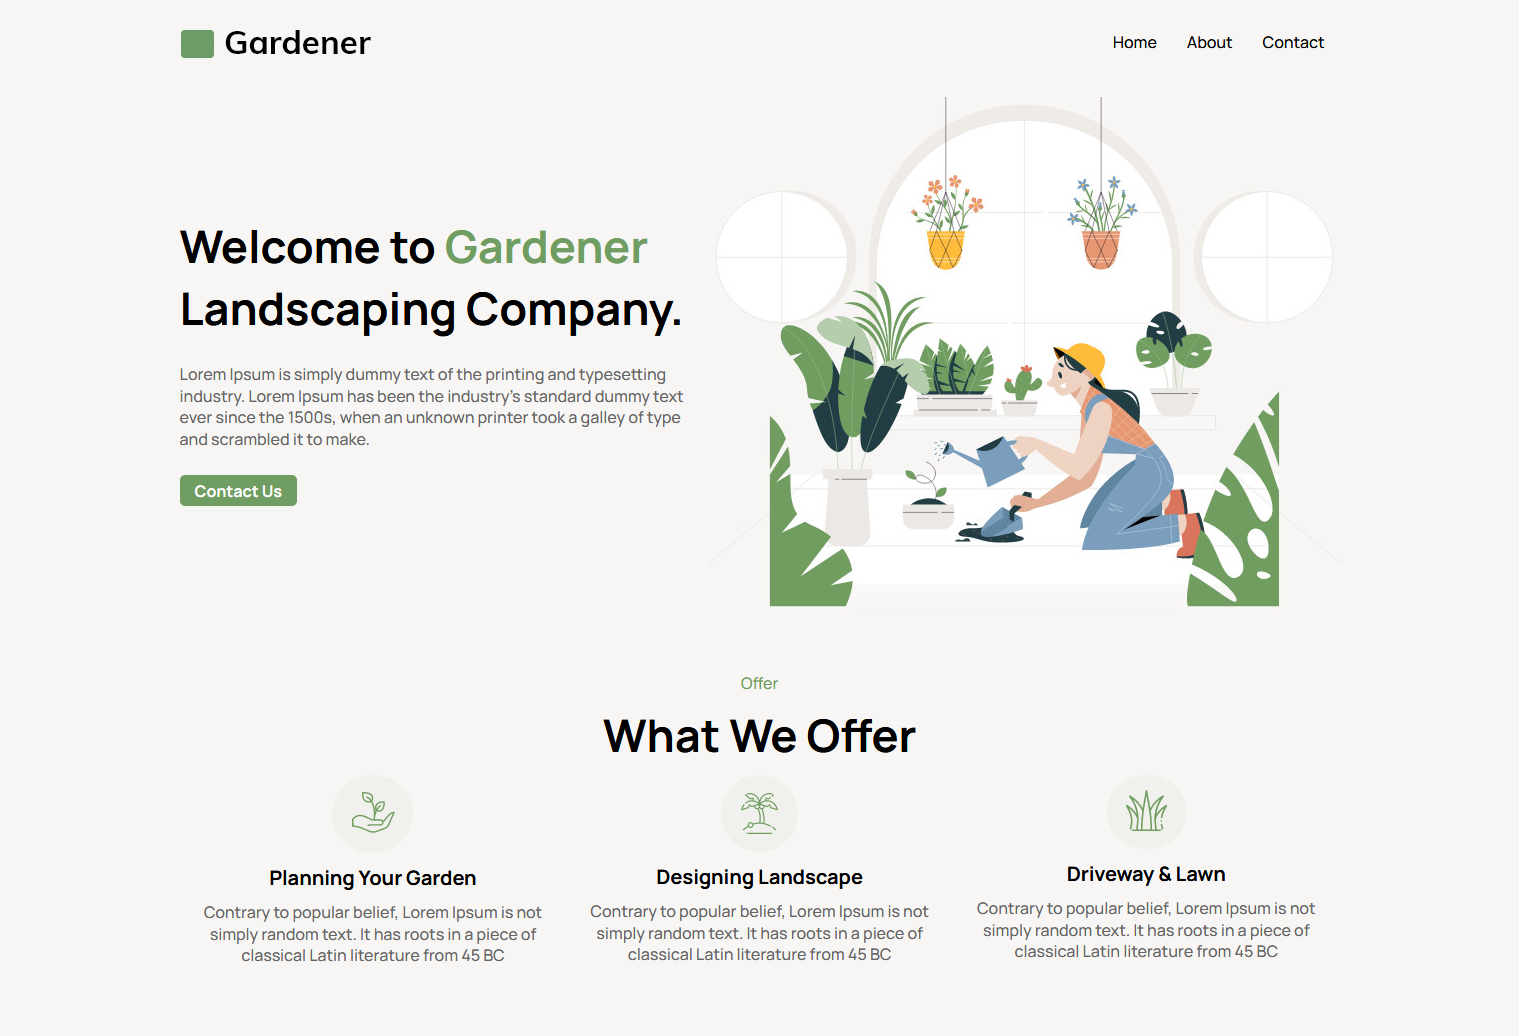 Gardener
Home About Contact
Welcome to Gardener
Landscaping Company.
Lorem Ipsum is simply dummy text of the printing and typesetting
industry. Lorem Ipsum has been the industry's standard dummy text
ever since the 1500s, when an unknown printer took a galley of type
and scrambled it to make.
Contact Us
Offer
What We Offer
Planning Your Garden
Contrary to popular belief, Lorem Ipsum is not
simply random text. It has roots in a piece of
classical Latin literature from 45 BC
Designing Landscape
Contrary to popular belief, Lorem Ipsum is not
simply random text. It has roots in a piece of
classical Latin literature from 45 BC
Driveway & Lawn
Contrary to popular belief, Lorem Ipsum is not
simply random text. It has roots in a piece of
classical Latin literature from 45 BC